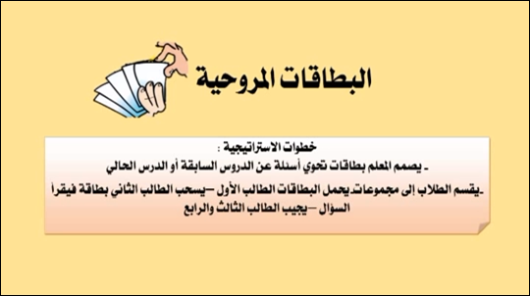 البطاقات المروحية
خطوات الاستراتيجية :
ـ يصمم المعلم بطاقات تحوي أسئلة عن الدروس السابقة أو الدرس الحالي
ـيقسم الطلاب إلى مجموعات.يحمل البطاقات الطالب الأول –يسحب الطالب الثاني بطاقة فيقرأ
السؤال –يجيب الطالب الثالث والرابع